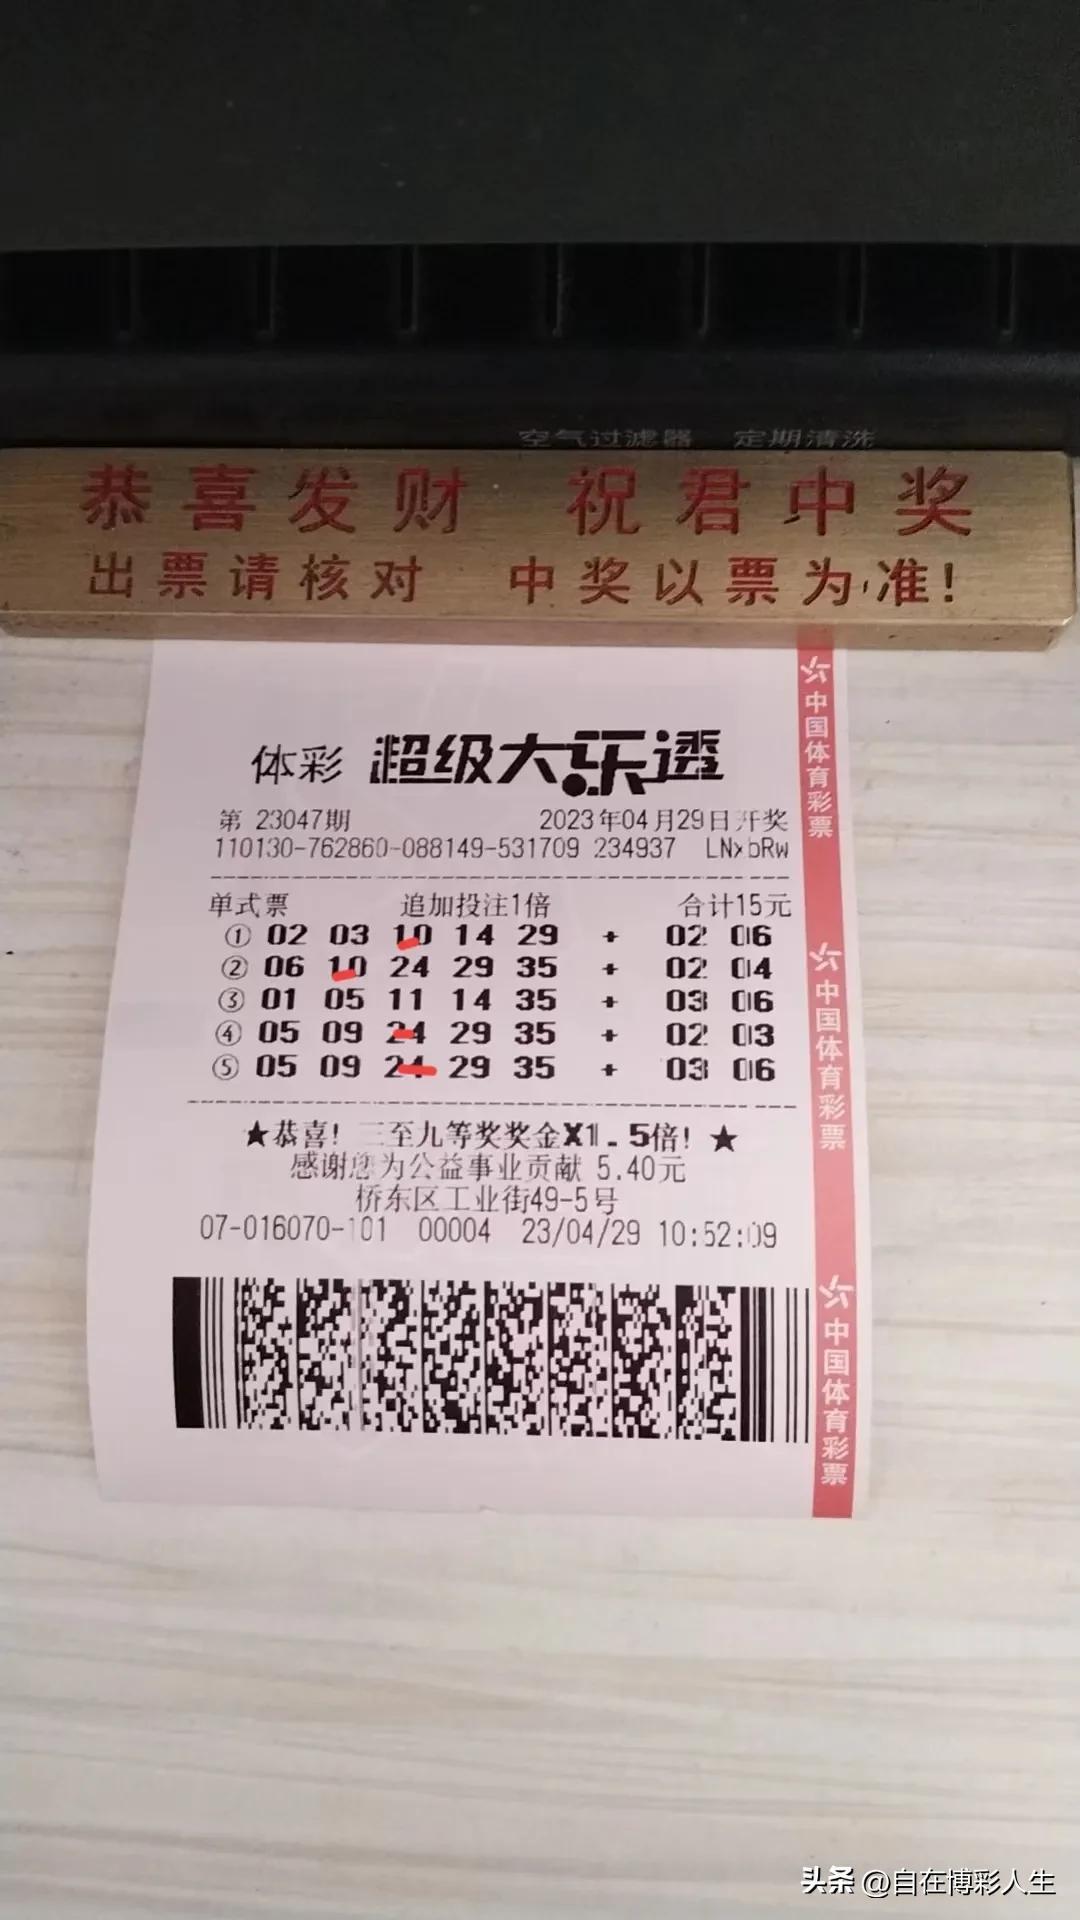 空气过滤器 定期清洗
恭喜发财 祝君中奖
出票请核对 中奖以票为准!
体彩 超级大乐透
第 23047期 2023年04月29日开奖
110130-762860-088149-531709 234937 LNxbRw
单式票 追加投注1倍 合计15元
① 02 03 10 14 29 + 02 06
② 06 10 24 29 35 + 02 04
③ 01 05 11 14 35 + 03 06
④ 05 09 24 29 35 + 02 03
⑤ 05 09 24 29 35 + 03 06
★恭喜! 三至九等奖奖金X1.5倍! ★
感谢您为公益事业贡献 5.40元
桥东区工业街49-5号
07-016070-101 00004 23/04/29 10:52:09
中国体育彩票
中国体育彩票
中国体育彩票
头条 @自在博彩人生